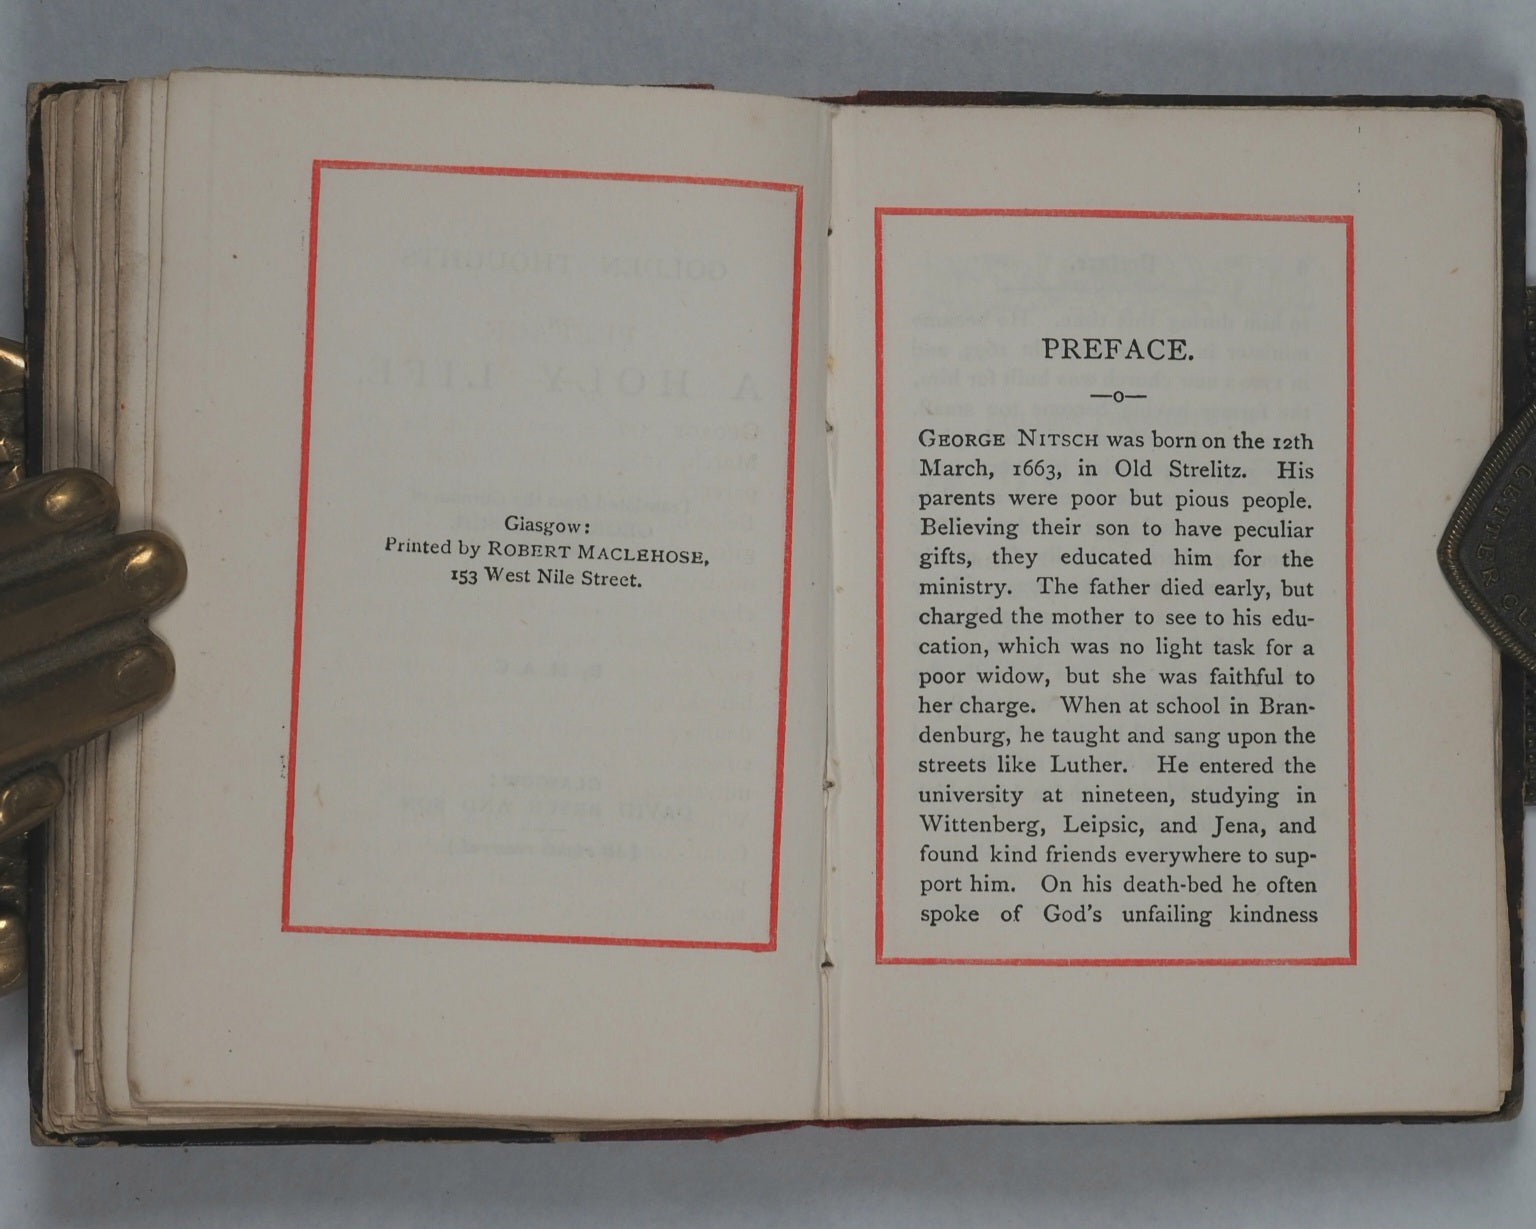 Glasgow:
Printed by ROBERT MACLEHOSE,
153 West Nile Street.
PREFACE.
—o—
GEORGE NITSCH was born on the 12th
March, 1663, in Old Strelitz. His
parents were poor but pious people.
Believing their son to have peculiar
gifts, they educated him for the
ministry. The father died early, but
charged the mother to see to his edu-
cation, which was no light task for a
poor widow, but she was faithful to
her charge. When at school in Bran-
denburg, he taught and sang upon the
streets like Luther. He entered the
university at nineteen, studying in
Wittenberg, Leipsic, and Jena, and
found kind friends everywhere to sup-
port him. On his death-bed he often
spoke of God's unfailing kindness